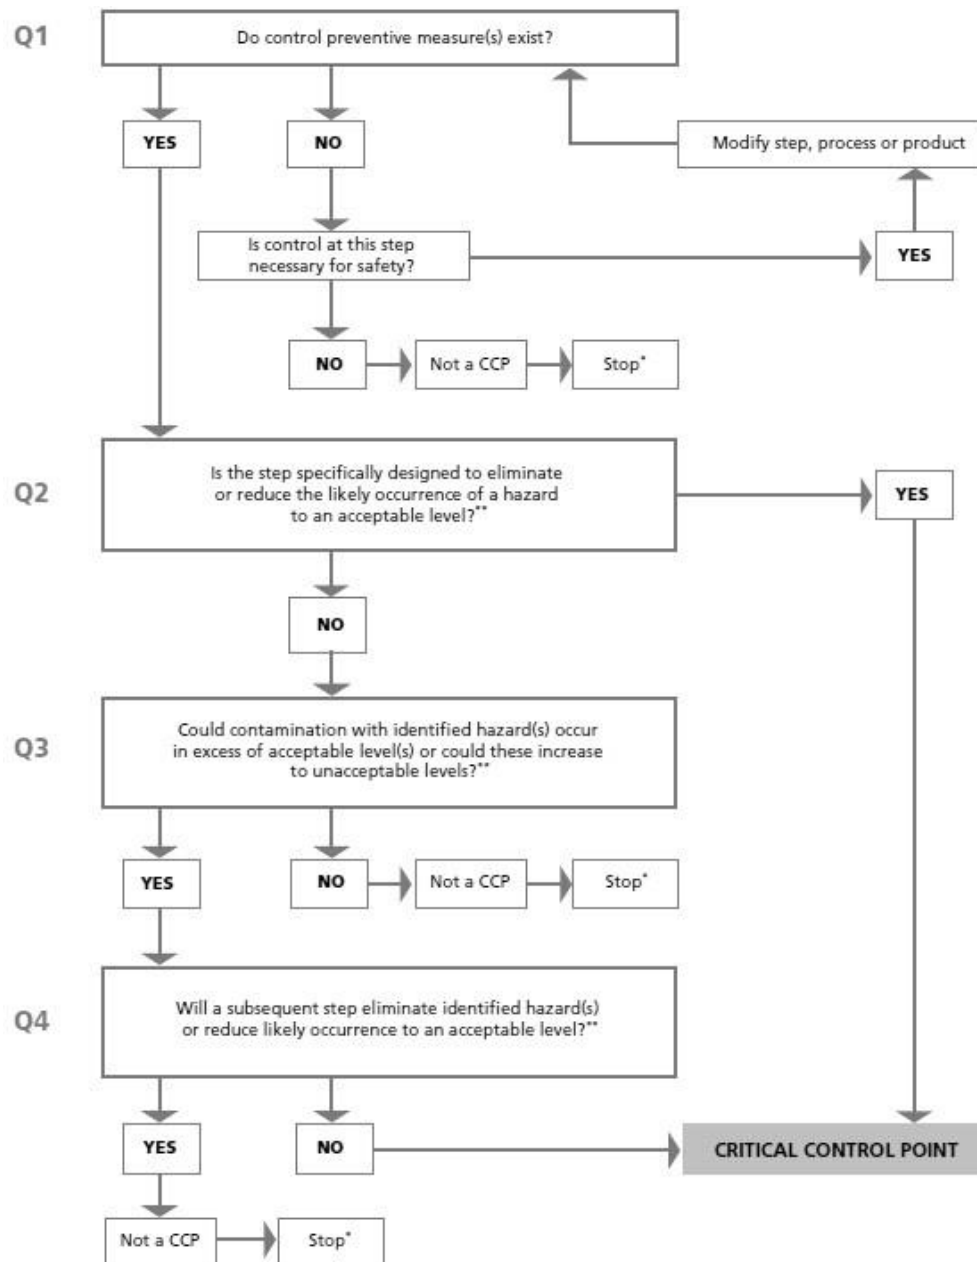 Q1
Do control preventive measure(s) exist?
YES
NO
Modify step, process or product
Is control at this step
necessary for safety?
YES
NO
Not a CCP
Stop*
Q2
Is the step specifically designed to eliminate
or reduce the likely occurrence of a hazard
to an acceptable level?**
YES
NO
Q3
Could contamination with identified hazard(s) occur
in excess of acceptable level(s) or could these increase
to unacceptable levels?**
YES
NO
Not a CCP
Stop*
Q4
Will a subsequent step eliminate identified hazard(s)
or reduce likely occurrence to an acceptable level?**
YES
NO
CRITICAL CONTROL POINT
Not a CCP
Stop*